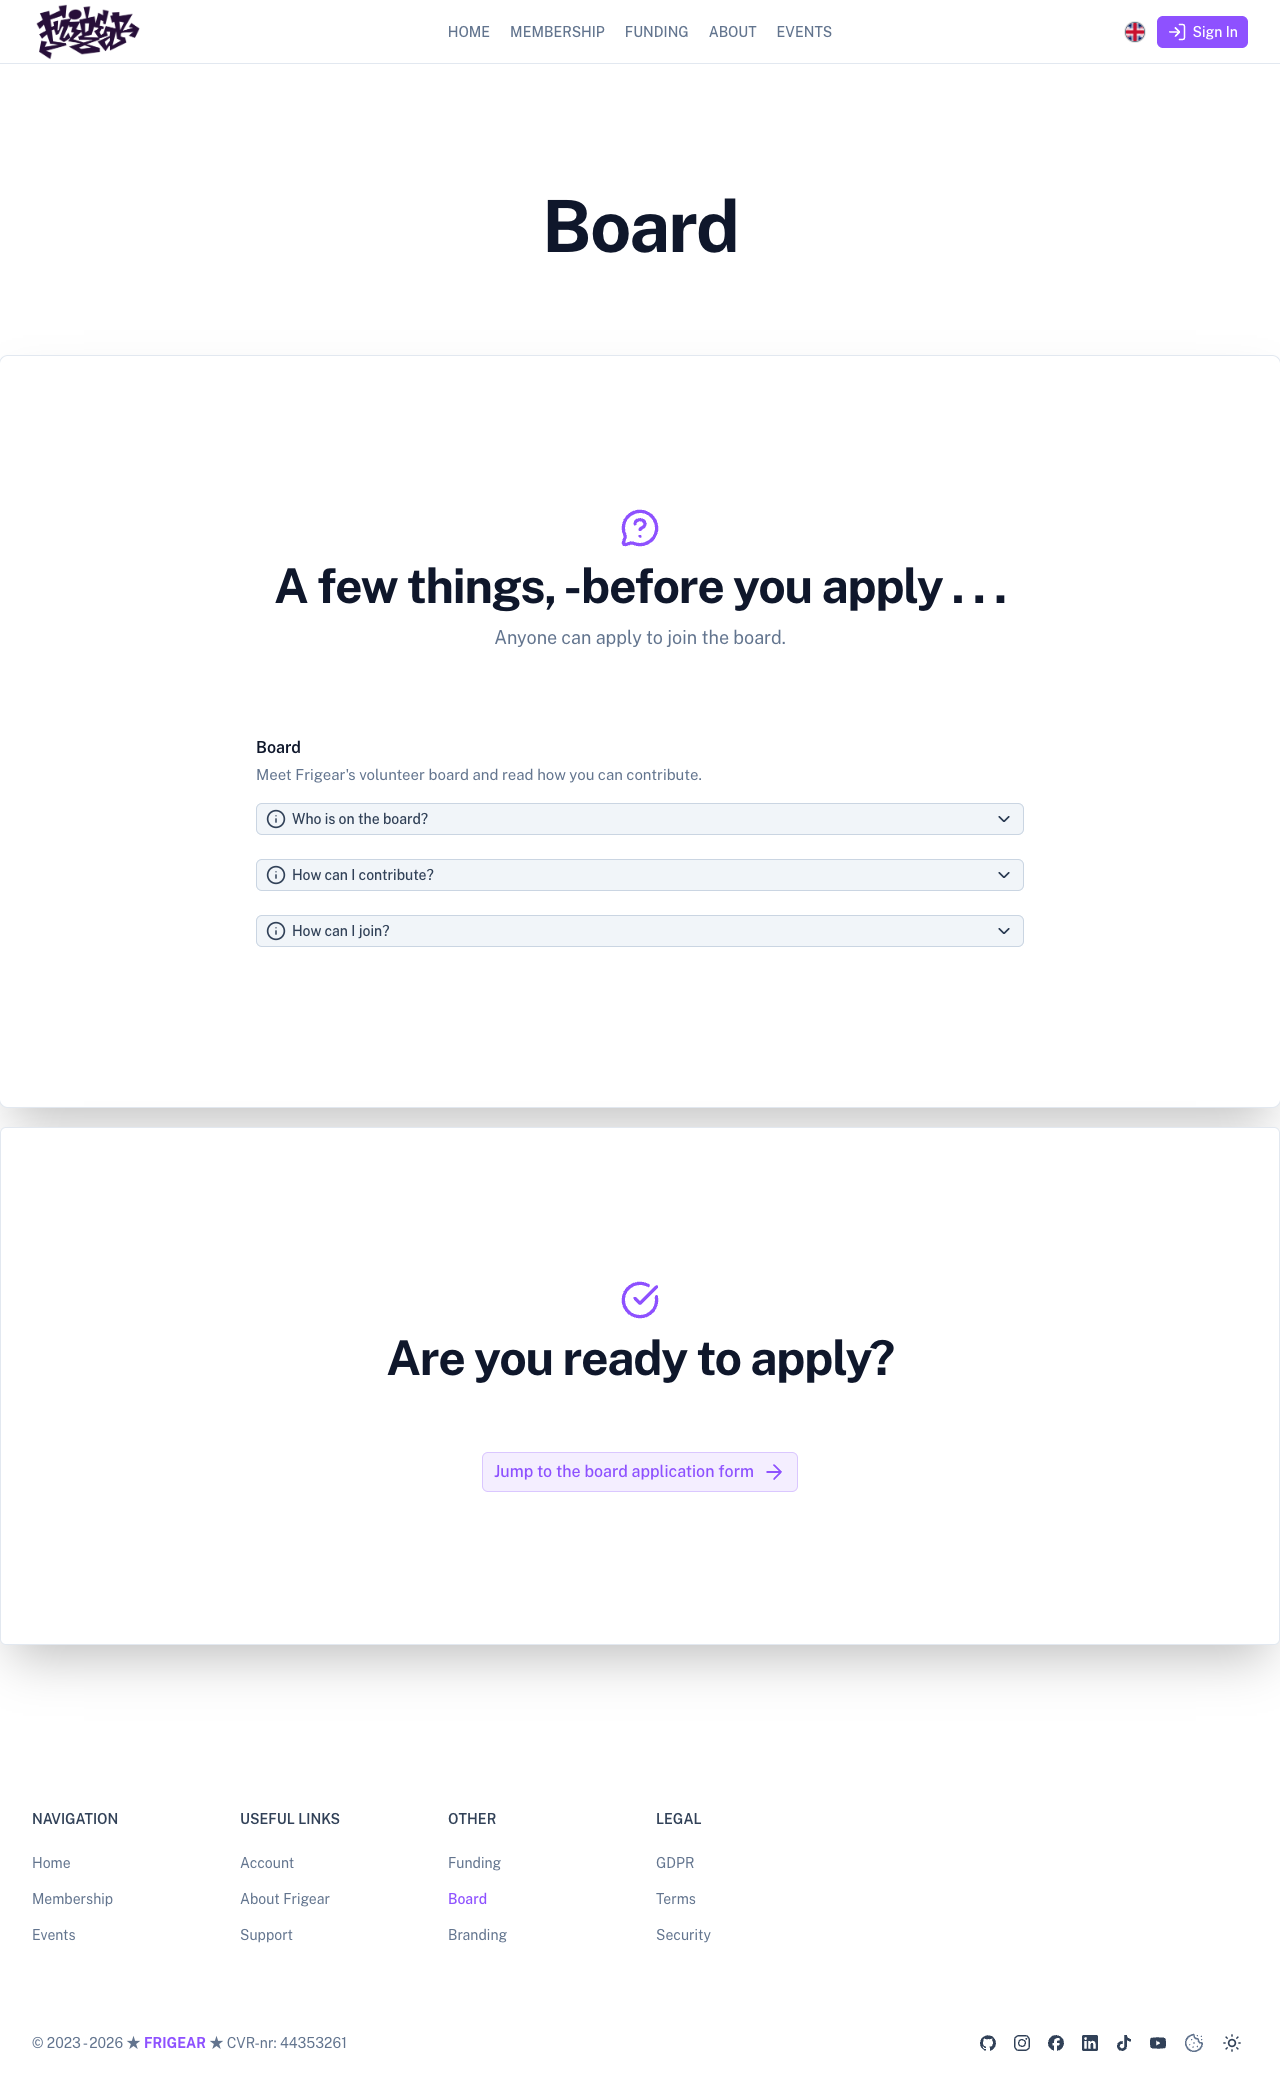 Frigear
HOME MEMBERSHIP FUNDING ABOUT EVENTS
Sign In
Board
A few things, -before you apply . . .
Anyone can apply to join the board.
Board
Meet Frigear's volunteer board and read how you can contribute.
Who is on the board?
How can I contribute?
How can I join?
Are you ready to apply?
Jump to the board application form
NAVIGATION
Home
Membership
Events
USEFUL LINKS
Account
About Frigear
Support
OTHER
Funding
Board
Branding
LEGAL
GDPR
Terms
Security
© 2023 - 2026 ★ FRIGEAR ★ CVR-nr: 44353261